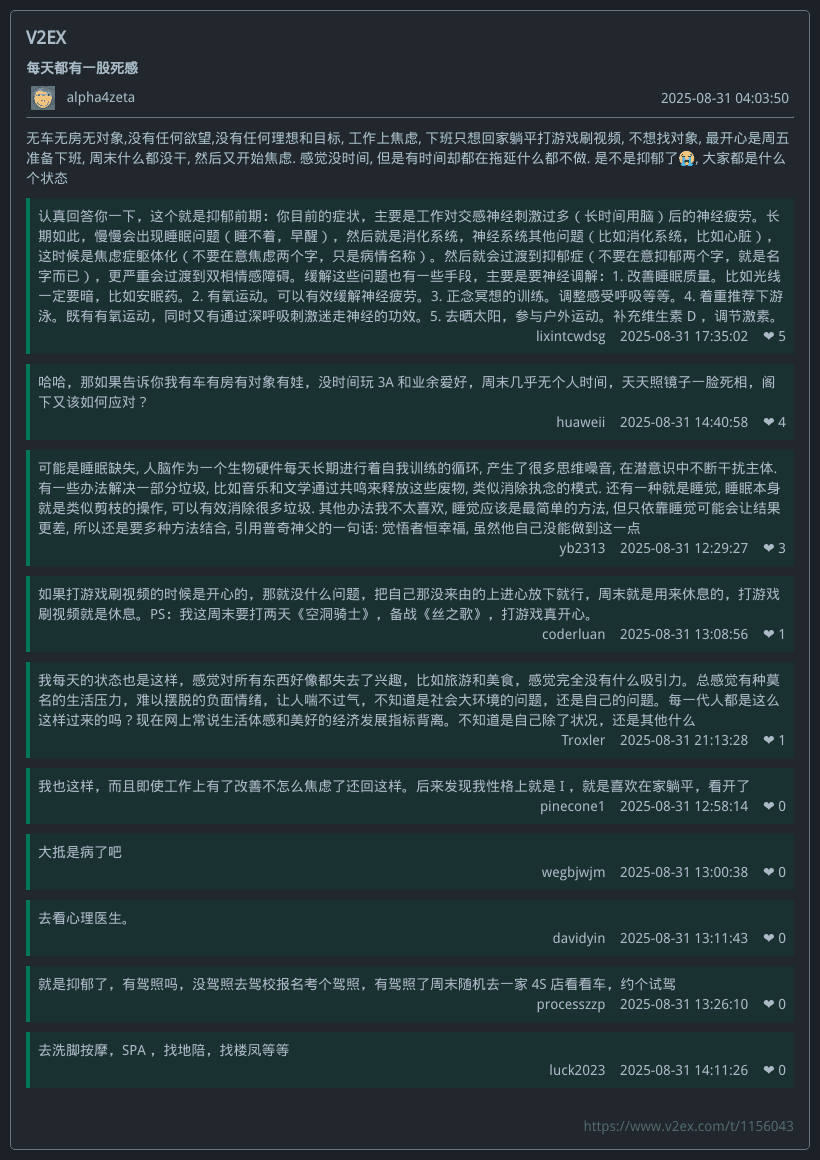 V2EX
每天都有一股死感
alpha4zeta 2025-08-31 04:03:50
无车无房无对象,没有任何欲望,没有任何理想和目标, 工作上焦虑, 下班只想回家躺平打游戏刷视频, 不想找对象, 最开心是周五
准备下班, 周末什么都没干, 然后又开始焦虑. 感觉没时间, 但是有时间却都在拖延什么都不做. 是不是抑郁了😭, 大家都是什么
个状态
认真回答你一下，这个就是抑郁前期：你目前的症状，主要是工作对交感神经刺激过多（长时间用脑）后的神经疲劳。长
期如此，慢慢会出现睡眠问题（睡不着，早醒），然后就是消化系统，神经系统其他问题（比如消化系统，比如心脏），
这时候是焦虑症躯体化（不要在意焦虑两个字，只是病情名称）。然后就会过渡到抑郁症（不要在意抑郁两个字，就是名
字而已），更严重会过渡到双相情感障碍。缓解这些问题也有一些手段，主要是要神经调解：1. 改善睡眠质量。比如光线
一定要暗，比如安眠药。2. 有氧运动。可以有效缓解神经疲劳。3. 正念冥想的训练。调整感受呼吸等等。4. 着重推荐下游
泳。既有有氧运动，同时又有通过深呼吸刺激迷走神经的功效。5. 去晒太阳，参与户外运动。补充维生素 D ，调节激素。
lixintcwdsg 2025-08-31 17:35:02 ❤ 5
哈哈，那如果告诉你我有车有房有对象有娃，没时间玩 3A 和业余爱好，周末几乎无个人时间，天天照镜子一脸死相，阁
下又该如何应对？
huaweii 2025-08-31 14:40:58 ❤ 4
可能是睡眠缺失, 人脑作为一个生物硬件每天长期进行着自我训练的循环, 产生了很多思维噪音, 在潜意识中不断干扰主体.
有一些办法解决一部分垃圾, 比如音乐和文学通过共鸣来释放这些废物, 类似消除执念的模式. 还有一种就是睡觉, 睡眠本身
就是类似剪枝的操作, 可以有效消除很多垃圾. 其他办法我不太喜欢, 睡觉应该是最简单的方法, 但只依靠睡觉可能会让结果
更差, 所以还是要多种方法结合, 引用普奇神父的一句话: 觉悟者恒幸福, 虽然他自己没能做到这一点
yb2313 2025-08-31 12:29:27 ❤ 3
如果打游戏刷视频的时候是开心的，那就没什么问题，把自己那没来由的上进心放下就行，周末就是用来休息的，打游戏
刷视频就是休息。PS：我这周末要打两天《空洞骑士》，备战《丝之歌》，打游戏真开心。
coderluan 2025-08-31 13:08:56 ❤ 1
我每天的状态也是这样，感觉对所有东西好像都失去了兴趣，比如旅游和美食，感觉完全没有什么吸引力。总感觉有种莫
名的生活压力，难以摆脱的负面情绪，让人喘不过气，不知道是社会大环境的问题，还是自己的问题。每一代人都是这么
这样过来的吗？现在网上常说生活体感和美好的经济发展指标背离。不知道是自己除了状况，还是其他什么
Troxler 2025-08-31 21:13:28 ❤ 1
我也这样，而且即使工作上有了改善不怎么焦虑了还回这样。后来发现我性格上就是 I ，就是喜欢在家躺平，看开了
pinecone1 2025-08-31 12:58:14 ❤ 0
大抵是病了吧
wegbjwjm 2025-08-31 13:00:38 ❤ 0
去看心理医生。
davidyin 2025-08-31 13:11:43 ❤ 0
就是抑郁了，有驾照吗，没驾照去驾校报名考个驾照，有驾照了周末随机去一家 4S 店看看车，约个试驾
processzzp 2025-08-31 13:26:10 ❤ 0
去洗脚按摩，SPA ，找地陪，找楼凤等等
luck2023 2025-08-31 14:11:26 ❤ 0
https://www.v2ex.com/t/1156043